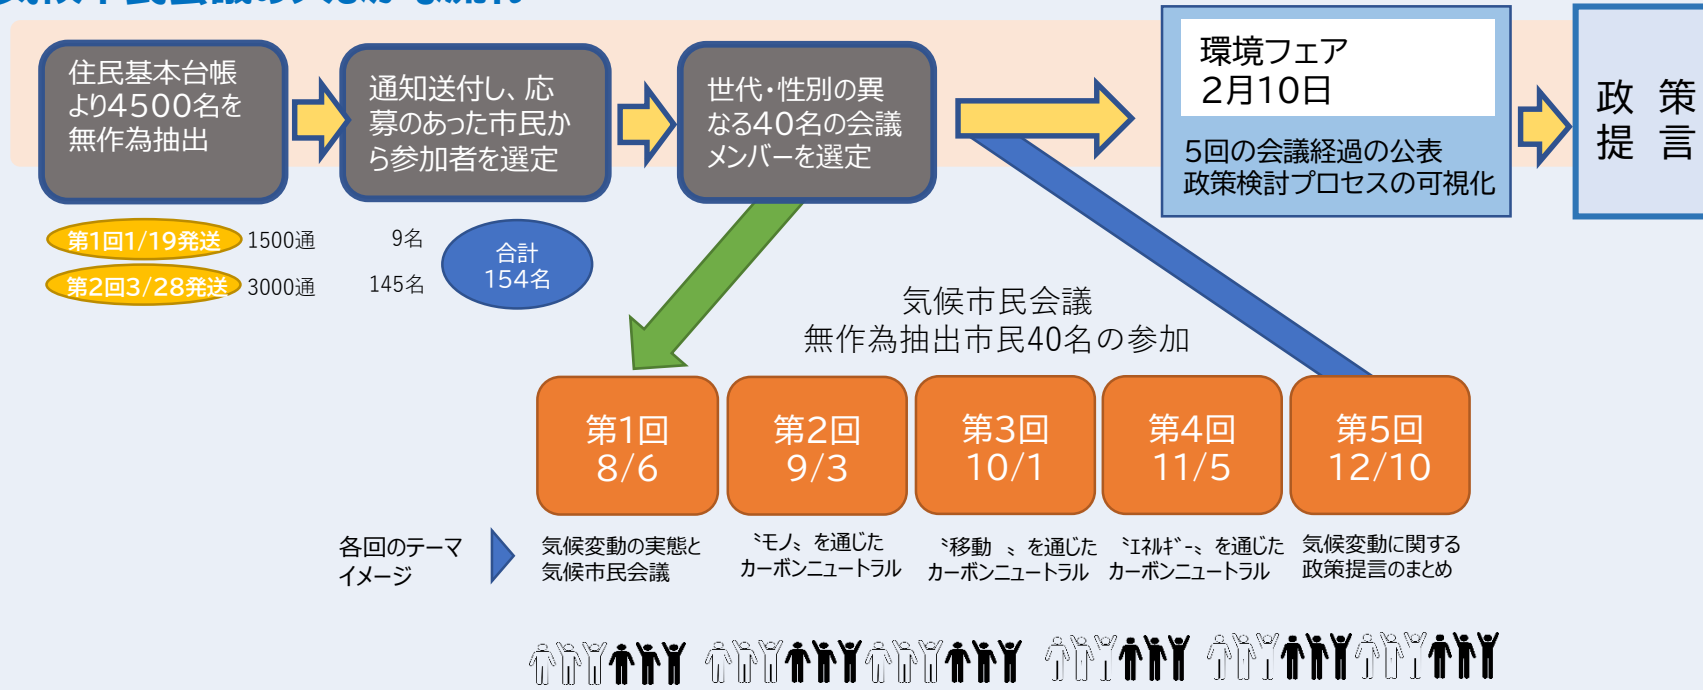 気候市民会議の大まかな流れ
住民基本台帳
より4500名を
無作為抽出
通知送付し、応
募のあった市民か
ら参加者を選定
世代・性別の異
なる40名の会議
メンバーを選定
環境フェア
2月10日
5回の会議経過の公表
政策検討プロセスの可視化
政 策
提 言
第1回1/19発送 1500通 9名
第2回3/28発送 3000通 145名
合計
154名
気候市民会議
無作為抽出市民40名の参加
第1回
8/6
第2回
9/3
第3回
10/1
第4回
11/5
第5回
12/10
各回のテーマ
イメージ
気候変動の実態と
気候市民会議
〝モノ〟を通じた
カーボンニュートラル
〝移動 〟を通じた
カーボンニュートラル
〝エネルギー〟を通じた
カーボンニュートラル
気候変動に関する
政策提言のまとめ